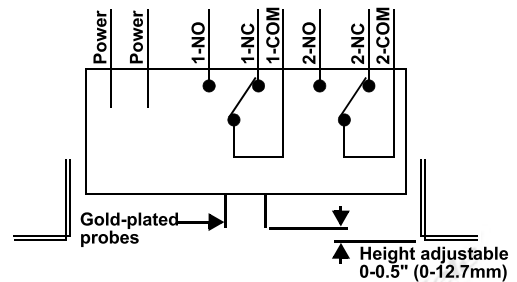 Power
Power
1-NO
1-NC
1-COM
2-NO
2-NC
2-COM
Gold-plated
probes
Height adjustable
0-0.5" (0-12.7mm)